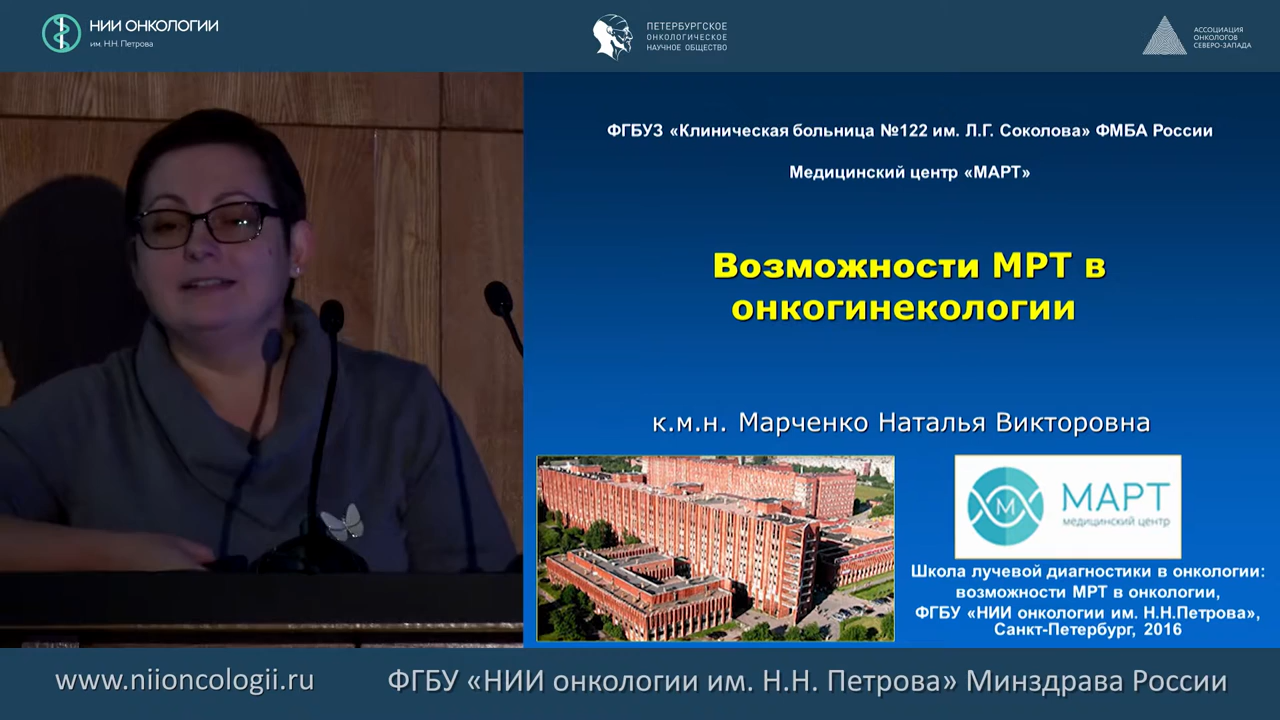 НИИ ОНКОЛОГИИ
им. Н.Н. Петрова
ПЕТЕРБУРГСКОЕ
ОНКОЛОГИЧЕСКОЕ
НАУЧНОЕ ОБЩЕСТВО
АССОЦИАЦИЯ
ОНКОЛОГОВ
СЕВЕРО-ЗАПАДА
ФГБУЗ «Клиническая больница №122 им. Л.Г. Соколова» ФМБА России
Медицинский центр «МАРТ»
Возможности МРТ в
онкогинекологии
к.м.н. Марченко Наталья Викторовна
М
МАРТ
медицинский центр
Школа лучевой диагностики в онкологии:
возможности МРТ в онкологии,
ФГБУ «НИИ онкологии им. Н.Н.Петрова»,
Санкт-Петербург, 2016
www.niioncologii.ru
ФГБУ «НИИ онкологии им. Н.Н. Петрова» Минздрава России